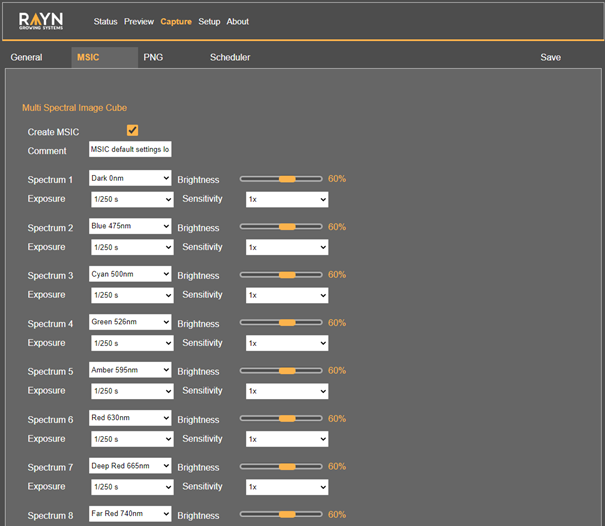 RAYN
GROWING SYSTEMS
Status Preview Capture Setup About
General MSIC PNG Scheduler Save
Multi Spectral Image Cube
Create MSIC
Comment MSIC default settings lo
Spectrum 1 Dark 0nm Brightness 60%
Exposure 1/250 s Sensitivity 1x
Spectrum 2 Blue 475nm Brightness 60%
Exposure 1/250 s Sensitivity 1x
Spectrum 3 Cyan 500nm Brightness 60%
Exposure 1/250 s Sensitivity 1x
Spectrum 4 Green 526nm Brightness 60%
Exposure 1/250 s Sensitivity 1x
Spectrum 5 Amber 595nm Brightness 60%
Exposure 1/250 s Sensitivity 1x
Spectrum 6 Red 630nm Brightness 60%
Exposure 1/250 s Sensitivity 1x
Spectrum 7 Deep Red 665nm Brightness 60%
Exposure 1/250 s Sensitivity 1x
Spectrum 8 Far Red 740nm Brightness 60%